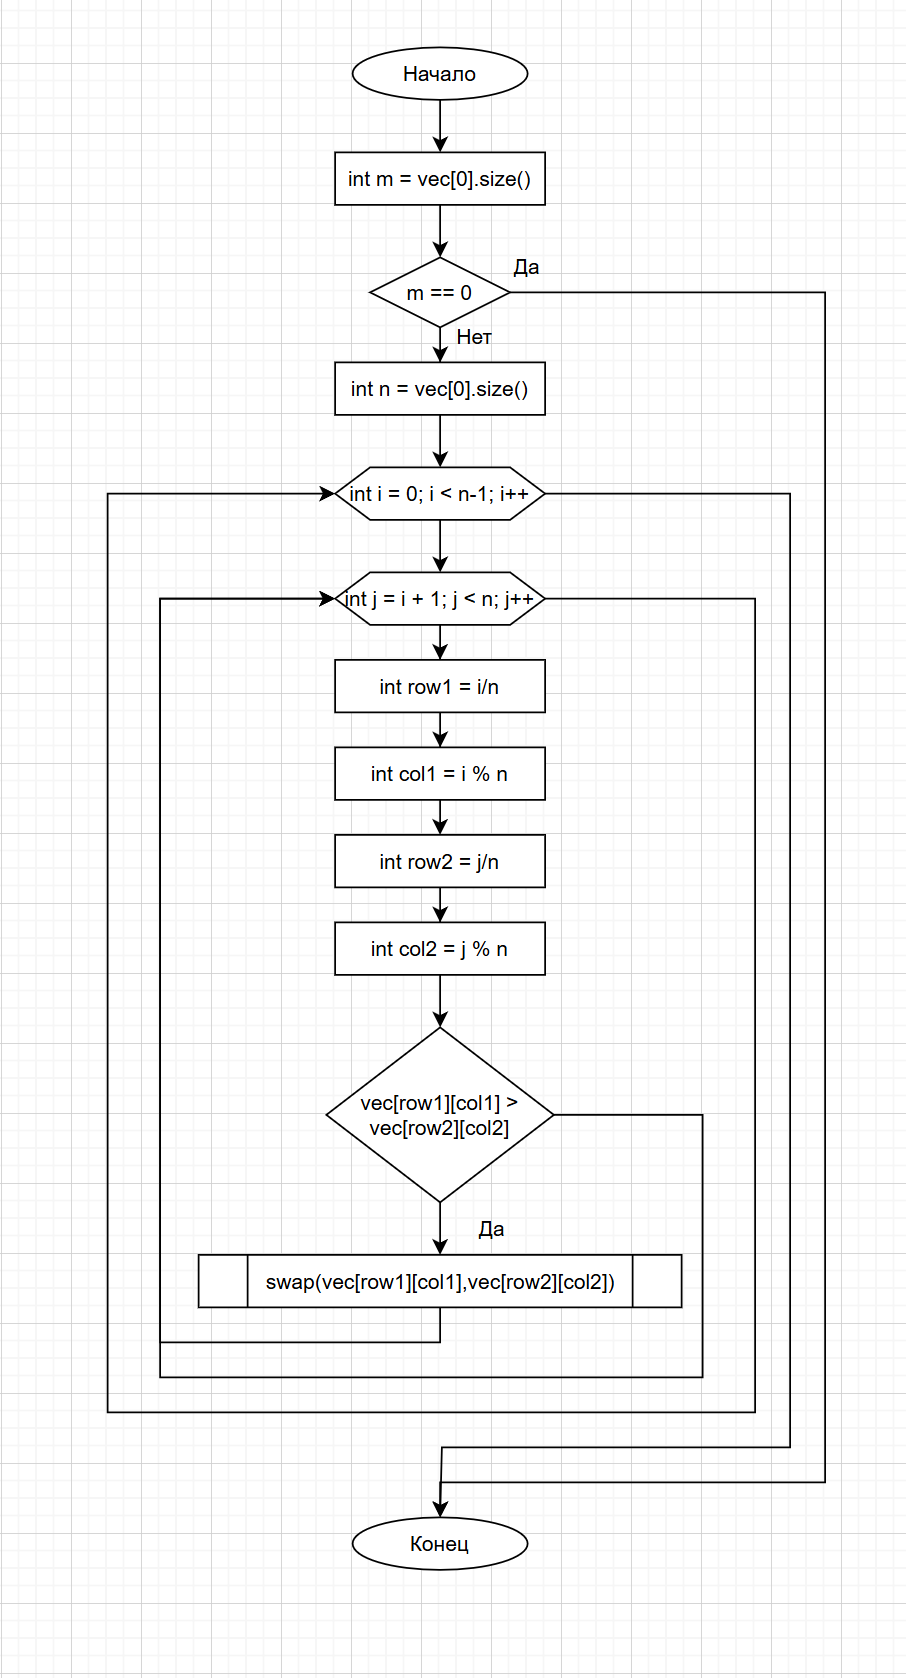 Начало
int m = vec[0].size()
Да
m == 0
Нет
int n = vec[0].size()
int i = 0; i < n-1; i++
int j = i + 1; j < n; j++
int row1 = i/n
int col1 = i % n
int row2 = j/n
int col2 = j % n
vec[row1][col1] >
vec[row2][col2]
Да
swap(vec[row1][col1],vec[row2][col2])
Конец